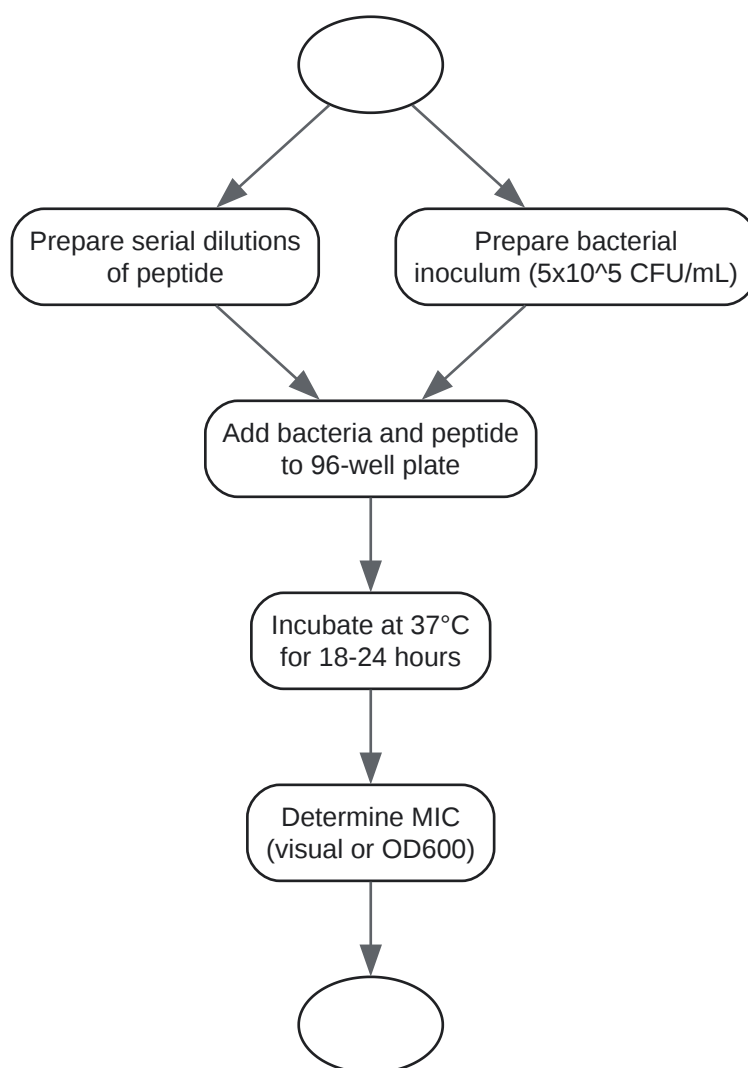 Prepare serial dilutions
of peptide
Prepare bacterial
inoculum (5x10^5 CFU/mL)
Add bacteria and peptide
to 96-well plate
Incubate at 37°C
for 18-24 hours
Determine MIC
(visual or OD600)